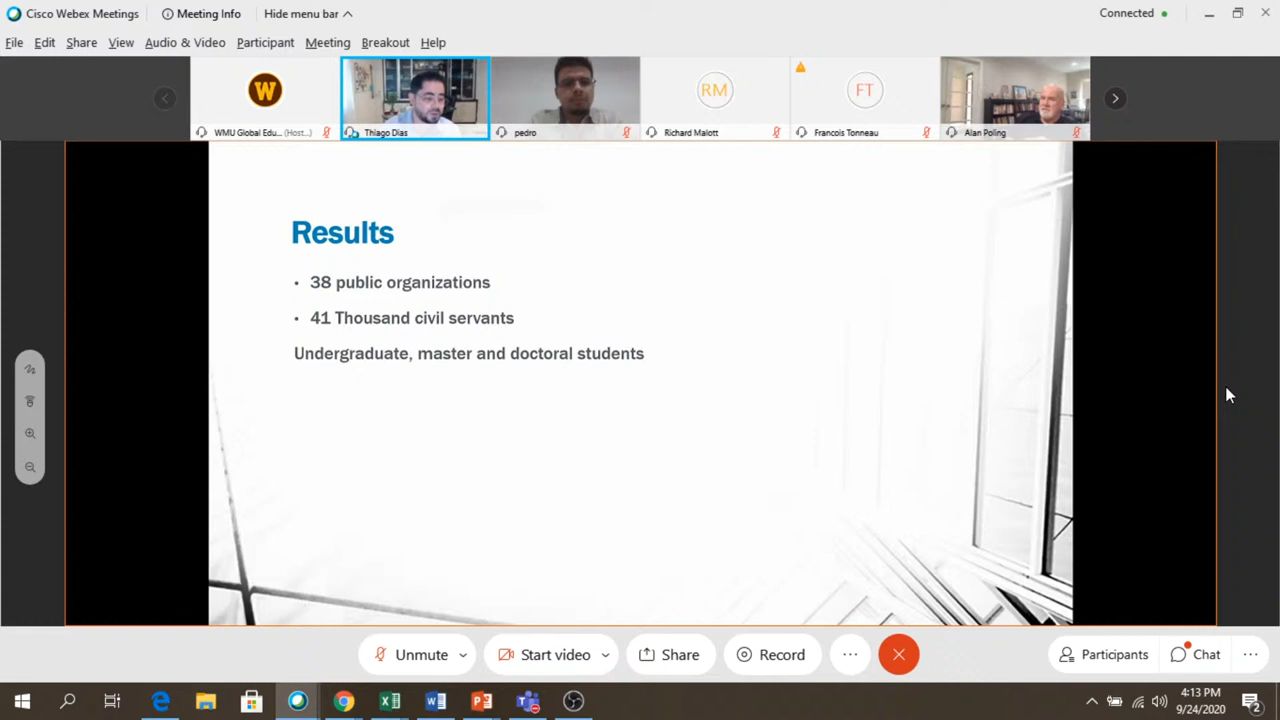 Cisco Webex Meetings Meeting Info Hide menu bar Connected
File Edit Share View Audio & Video Participant Meeting Breakout Help
W RM FT
WMU Global Edu... (Host... Thiago Dias pedro Richard Malott Francois Tonneau Alan Poling
Results
• 38 public organizations
• 41 Thousand civil servants
Undergraduate, master and doctoral students
Unmute Start video Share Record Participants Chat
4:13 PM
9/24/2020
2